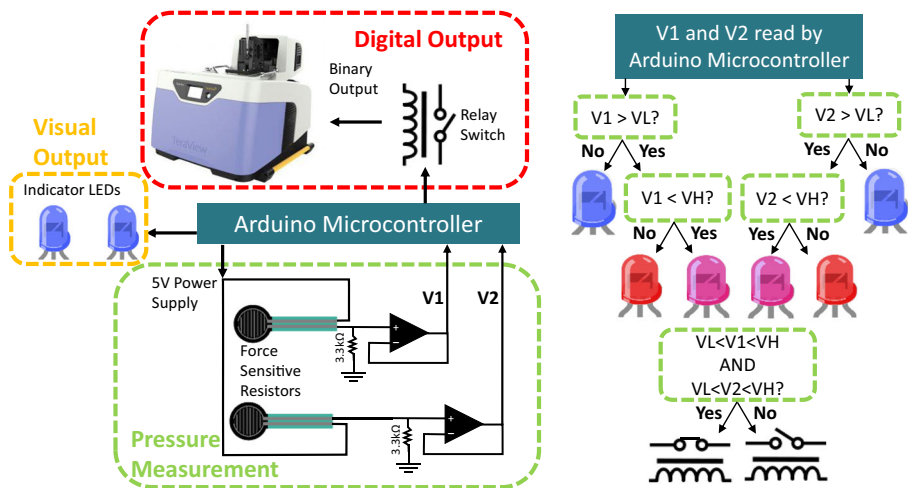 Digital Output
Binary
Output
Relay
Switch
TeraView
Visual
Output
Indicator LEDs
Arduino Microcontroller
5V Power
Supply
V1
V2
3.3kΩ
Force
Sensitive
Resistors
3.3kΩ
Pressure
Measurement
V1 and V2 read by
Arduino Microcontroller
V1 > VL?
V2 > VL?
No
Yes
Yes
No
V1 < VH?
V2 < VH?
No
Yes
Yes
No
VL<V1<VH
AND
VL<V2<VH?
Yes
No